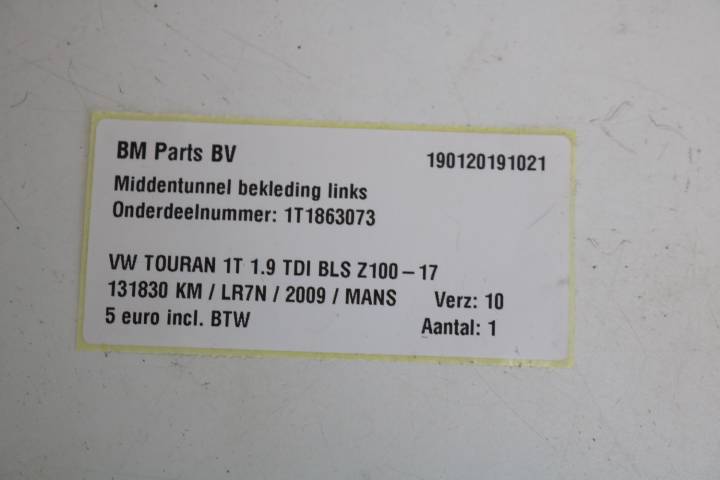 BM Parts BV 190120191021
Middentunnel bekleding links
Onderdeelnummer: 1T1863073
VW TOURAN 1T 1.9 TDI BLS Z100-17
131830 KM / LR7N / 2009 / MANS Verz: 10
5 euro incl. BTW Aantal: 1